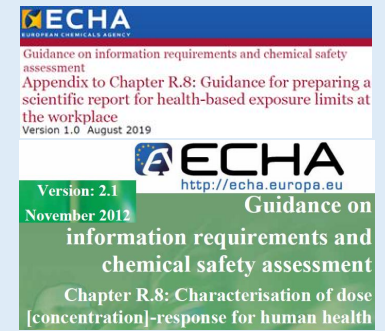 ECHA
EUROPEAN CHEMICALS AGENCY
Guidance on information requirements and chemical safety
assessment
Appendix to Chapter R.8: Guidance for preparing a
scientific report for health-based exposure limits at
the workplace
Version 1.0 August 2019
ECHA
http://echa.europa.eu
Version: 2.1
November 2012
Guidance on
information requirements and
chemical safety assessment
Chapter R.8: Characterisation of dose
[concentration]-response for human health